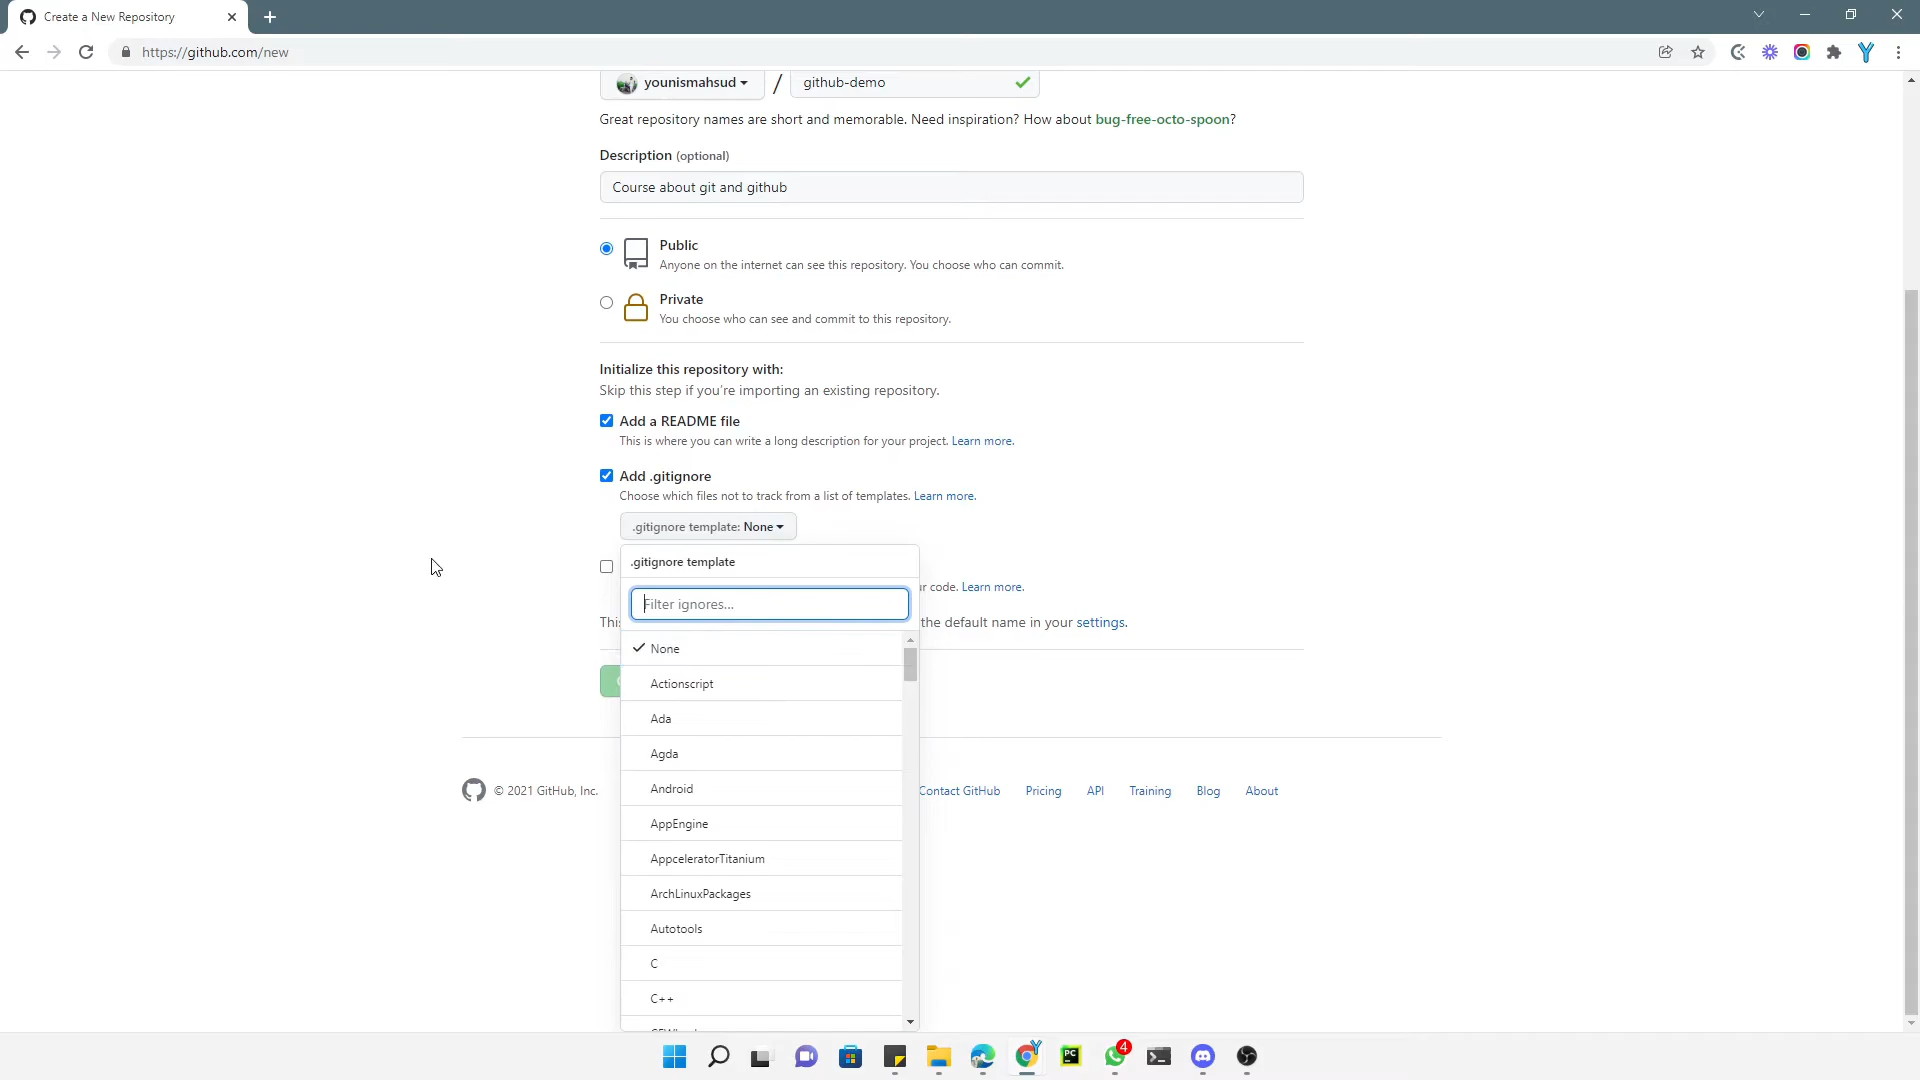 Create a New Repository
https://github.com/new
younismahsud / github-demo
Great repository names are short and memorable. Need inspiration? How about bug-free-octo-spoon?
Description (optional)
Course about git and github
Public
Anyone on the internet can see this repository. You choose who can commit.
Private
You choose who can see and commit to this repository.
Initialize this repository with:
Skip this step if you're importing an existing repository.
Add a README file
This is where you can write a long description for your project. Learn more.
Add .gitignore
Choose which files not to track from a list of templates. Learn more.
.gitignore template: None
.gitignore template
code. Learn more.
Filter ignores...
the default name in your settings.
None
Actionscript
Ada
Agda
Android
© 2021 GitHub, Inc.
Contact GitHub
Pricing
API
Training
Blog
About
AppEngine
AppceleratorTitanium
ArchLinuxPackages
Autotools
C
C++
Y
PC
4